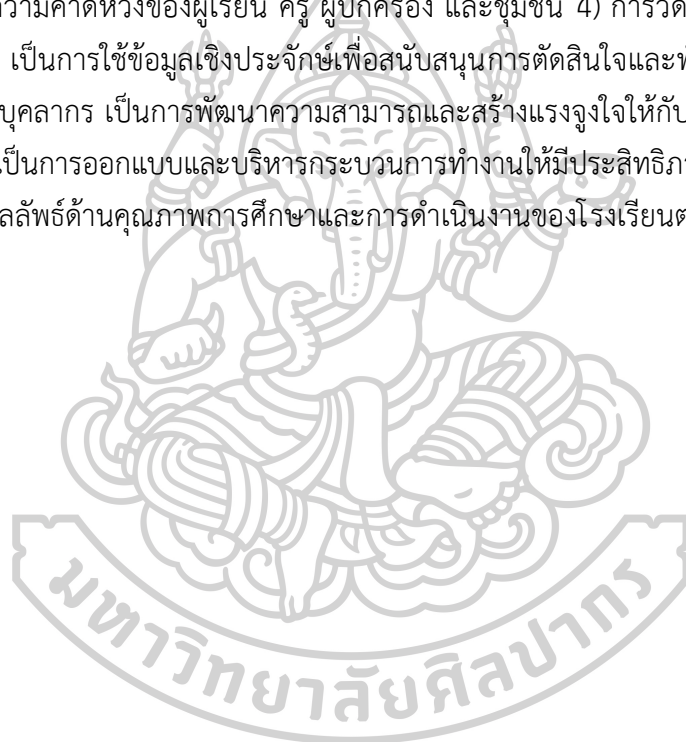 ความคาดหวังของผู้เรียน ครู ผู้ปกครอง และชุมชน 4) การวัด
เป็นการใช้ข้อมูลเชิงประจักษ์เพื่อสนับสนุนการตัดสินใจและ
บุคลากร เป็นการพัฒนาความสามารถและสร้างแรงจูงใจให้กับ
เป็นการออกแบบและบริหารกระบวนการทำงานให้มี
ลลัพธ์ด้านคุณภาพการศึกษาและการดำเนินงานของโรงเรียน
มหาวิทยาลัยศิลปากร